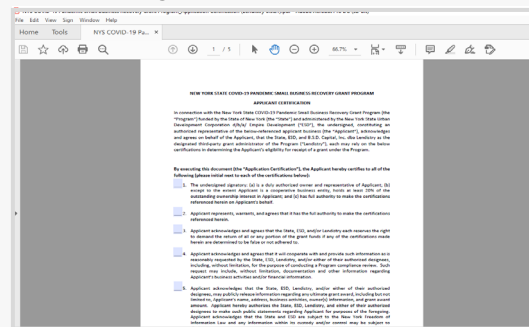 File Edit View Sign Window Help
Home Tools NYS COVID-19 Pa... ×
1 / 5 66.7%
NEW YORK STATE COVID-19 PANDEMIC SMALL BUSINESS RECOVERY GRANT PROGRAM
APPLICANT CERTIFICATION
In connection with the New York State COVID-19 Pandemic Small Business Recovery Grant Program (the
"Program") funded by the State of New York (the "State") and administered by the New York State Urban
Development Corporation d/b/a/ Empire Development ("ESD"), the undersigned, constituting an
authorized representative of the below-referenced applicant business (the "Applicant"), acknowledges
and agrees on behalf of the Applicant, that the State, ESD, and B.S.D. Capital, Inc. dba Lendistry as the
designated third-party grant administrator of the Program ("Lendistry"), each may rely on the below
certifications in determining the Applicant's eligibility for receipt of a grant under the Program.
By executing this document (the "Application Certification"), the Applicant hereby certifies to all of the
following (please initial next to each of the certifications below):
1. The undersigned signatory: (a) is a duly authorized owner and representative of Applicant, (b)
except to the event Applicant is a cooperative business entity, holds at least 20% of the
outstanding ownership interest in Applicant; and (c) has full authority to make the certifications
referenced herein on Applicant's behalf
2. Applicant represents, warrants, and agrees that it has the full authority to make the certifications
referenced herein.
3. Applicant acknowledges and agrees that the State, ESD, and/or Lendistry each reserves the right
to demand the return of all or any portion of the grant funds if any of the certifications made
herein are determined to be false or not adhered to.
4. Applicant acknowledges and agrees that it will cooperate with and provide such information as is
reasonably requested by the State, ESD, Lendistry, and/or either of their authorized designees,
including, without limitation, for the purpose of conducting a Program compliance review. Such
request may include, without limitation, documentation and other information regarding
Applicant's business activities and/or financial information.
5. Applicant acknowledges that the State, ESD, Lendistry, and/or either of their authorized
designees, may publicly release information regarding any ultimate grant award, including but not
limited to, Applicant's name, address, business activities, owner(s) information, and grant award
amount. Applicant hereby authorizes the State, ESD, Lendistry, and either of their authorized
designees to make such public statements regarding Applicant for purposes of the foregoing.
Applicant acknowledges that the State and ESD are subject to the New York Freedom of
Information Law and any information within its custody and/or control may be subject to